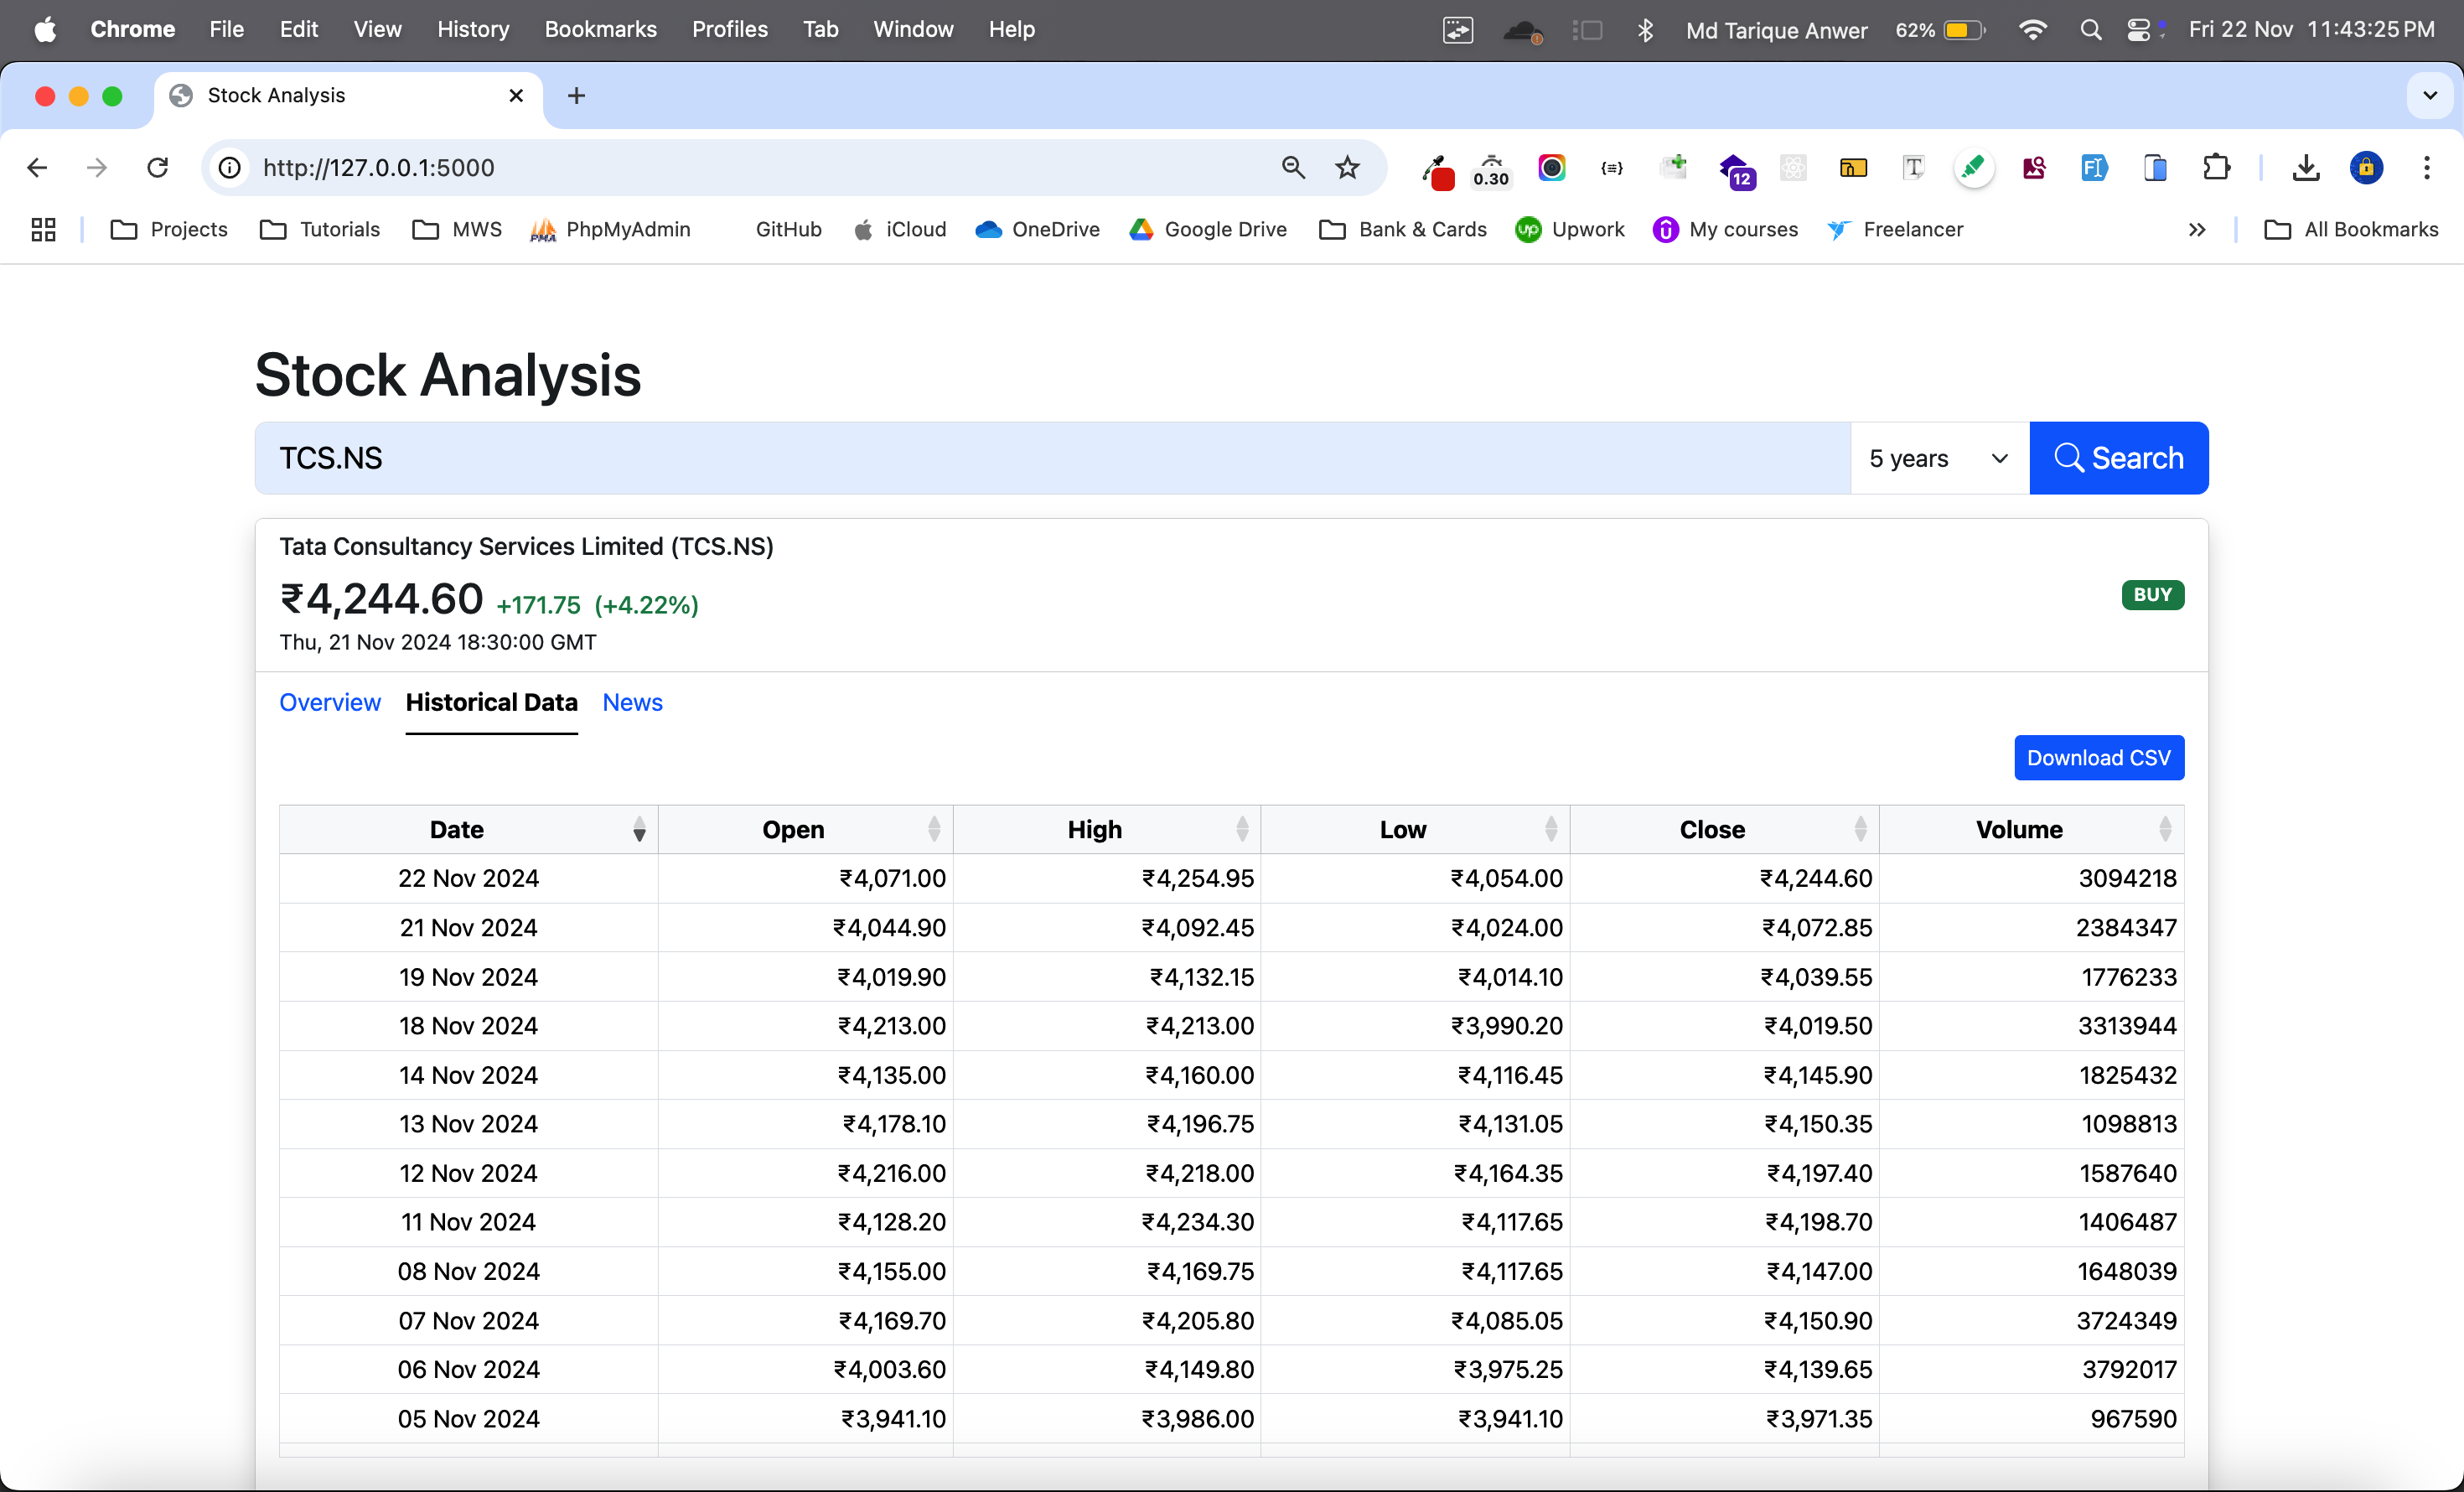 Chrome File Edit View History Bookmarks Profiles Tab Window Help Md Tarique Anwer 62% Fri 22 Nov 11:43:25 PM
Stock Analysis
http://127.0.0.1:5000 0.30 12
Projects Tutorials MWS PhpMyAdmin GitHub iCloud OneDrive Google Drive Bank & Cards Upwork My courses Freelancer All Bookmarks
Stock Analysis
TCS.NS 5 years Search
Tata Consultancy Services Limited (TCS.NS)
₹4,244.60 +171.75 (+4.22%) BUY
Thu, 21 Nov 2024 18:30:00 GMT
Overview Historical Data News
Download CSV
Date Open High Low Close Volume
22 Nov 2024 ₹4,071.00 ₹4,254.95 ₹4,054.00 ₹4,244.60 3094218
21 Nov 2024 ₹4,044.90 ₹4,092.45 ₹4,024.00 ₹4,072.85 2384347
19 Nov 2024 ₹4,019.90 ₹4,132.15 ₹4,014.10 ₹4,039.55 1776233
18 Nov 2024 ₹4,213.00 ₹4,213.00 ₹3,990.20 ₹4,019.50 3313944
14 Nov 2024 ₹4,135.00 ₹4,160.00 ₹4,116.45 ₹4,145.90 1825432
13 Nov 2024 ₹4,178.10 ₹4,196.75 ₹4,131.05 ₹4,150.35 1098813
12 Nov 2024 ₹4,216.00 ₹4,218.00 ₹4,164.35 ₹4,197.40 1587640
11 Nov 2024 ₹4,128.20 ₹4,234.30 ₹4,117.65 ₹4,198.70 1406487
08 Nov 2024 ₹4,155.00 ₹4,169.75 ₹4,117.65 ₹4,147.00 1648039
07 Nov 2024 ₹4,169.70 ₹4,205.80 ₹4,085.05 ₹4,150.90 3724349
06 Nov 2024 ₹4,003.60 ₹4,149.80 ₹3,975.25 ₹4,139.65 3792017
05 Nov 2024 ₹3,941.10 ₹3,986.00 ₹3,941.10 ₹3,971.35 967590